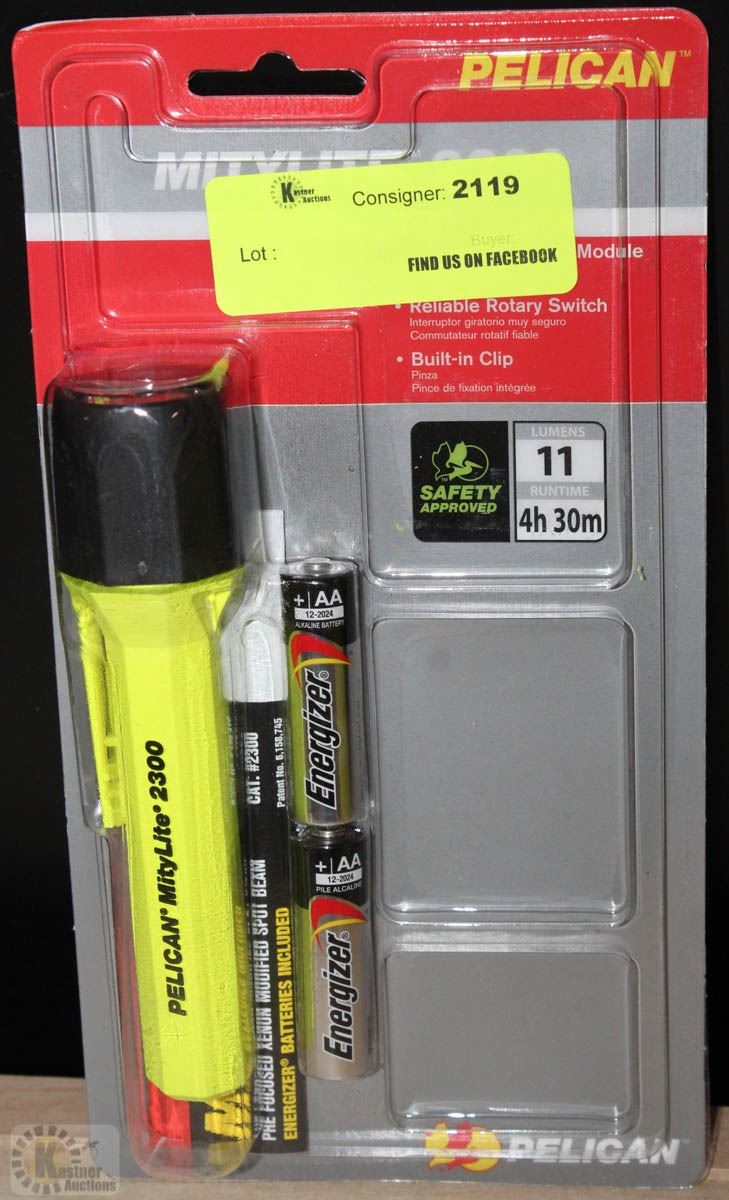 PELICAN™
MITYLITE
Kastner Auctions
Consigner: 2119
Buyer:
Lot :
FIND US ON FACEBOOK
Module
• Reliable Rotary Switch
Interruptor giratorio muy seguro
Commutateur rotatif fiable
• Built-in Clip
Pinza
Pince de fixation intégrée
SAFETY
APPROVED
LUMENS
11
RUNTIME
4h 30m
PELICAN® MityLite® 2300
CAT. #2300
Patent No. 6,158,745
PRE FOCUSED XENON MODIFIED SPOT BEAM
ENERGIZER® BATTERIES INCLUDED
+ AA
12-2024
ALKALINE BATTERY
Energizer®
+ AA
12-2024
PILE ALCALINE
Energizer®
PELICAN
Kastner
Auctions